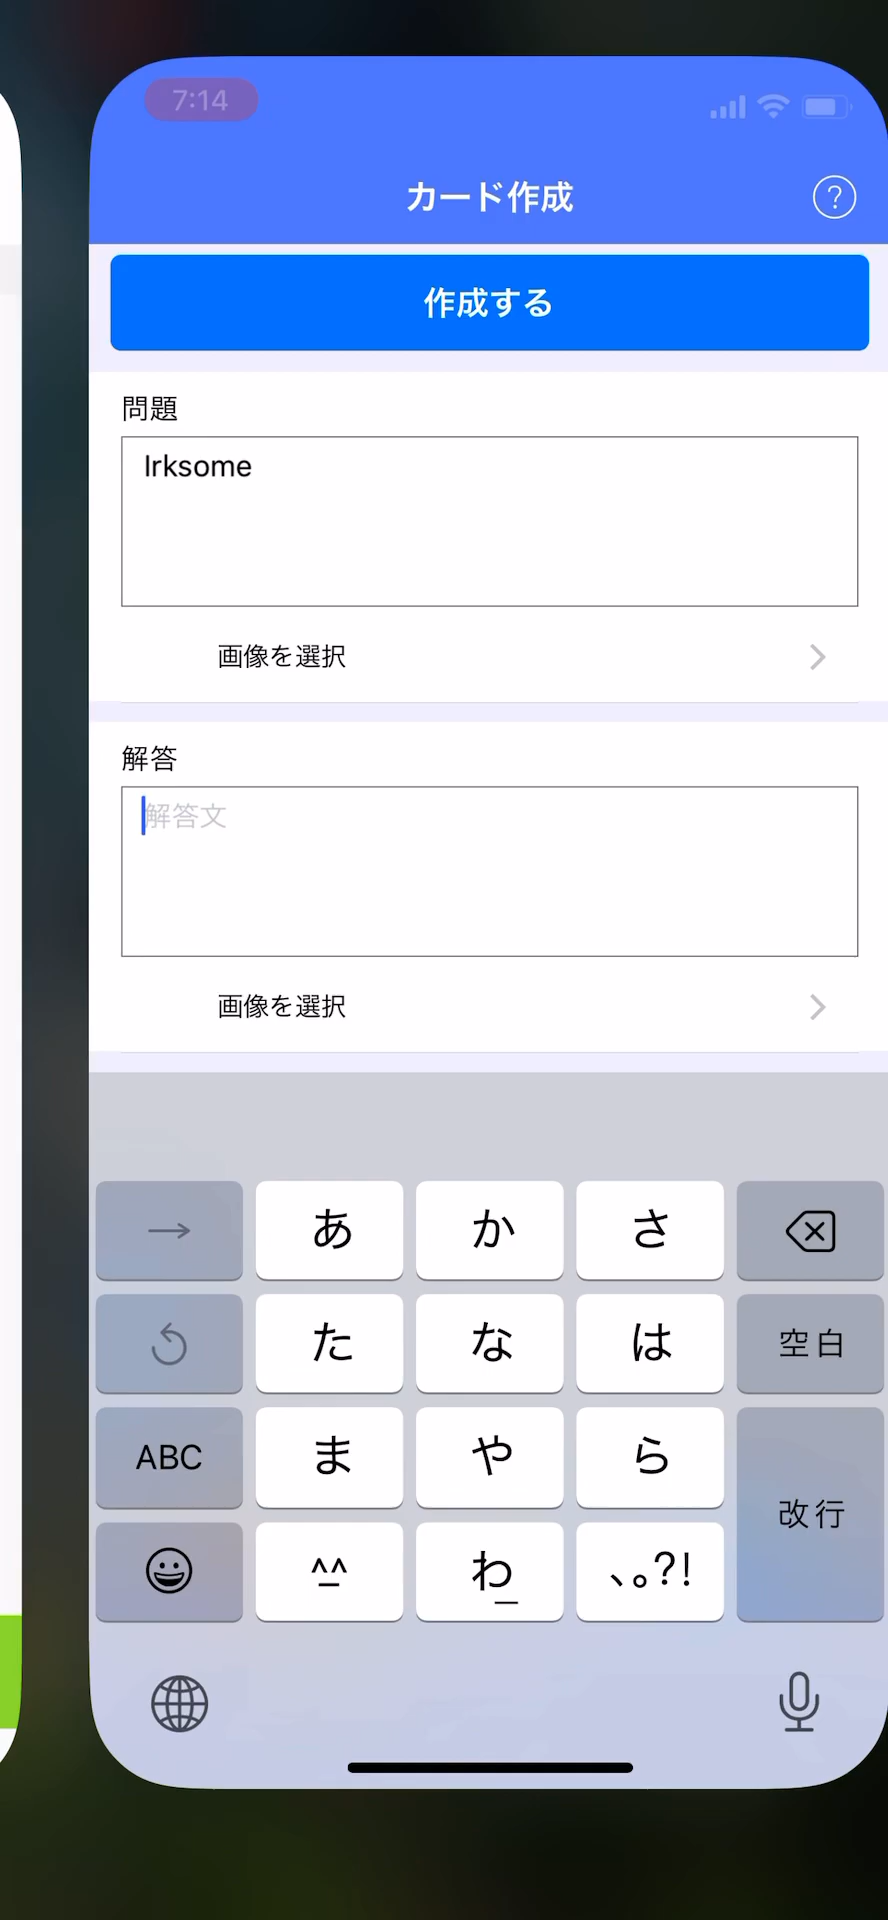 7:14
カード作成
?
作成する
問題
Irksome
画像を選択
解答
解答文
画像を選択
→ あ か さ
た な は 空白
ABC ま や ら
改行
^_^ わ_ 、。?!